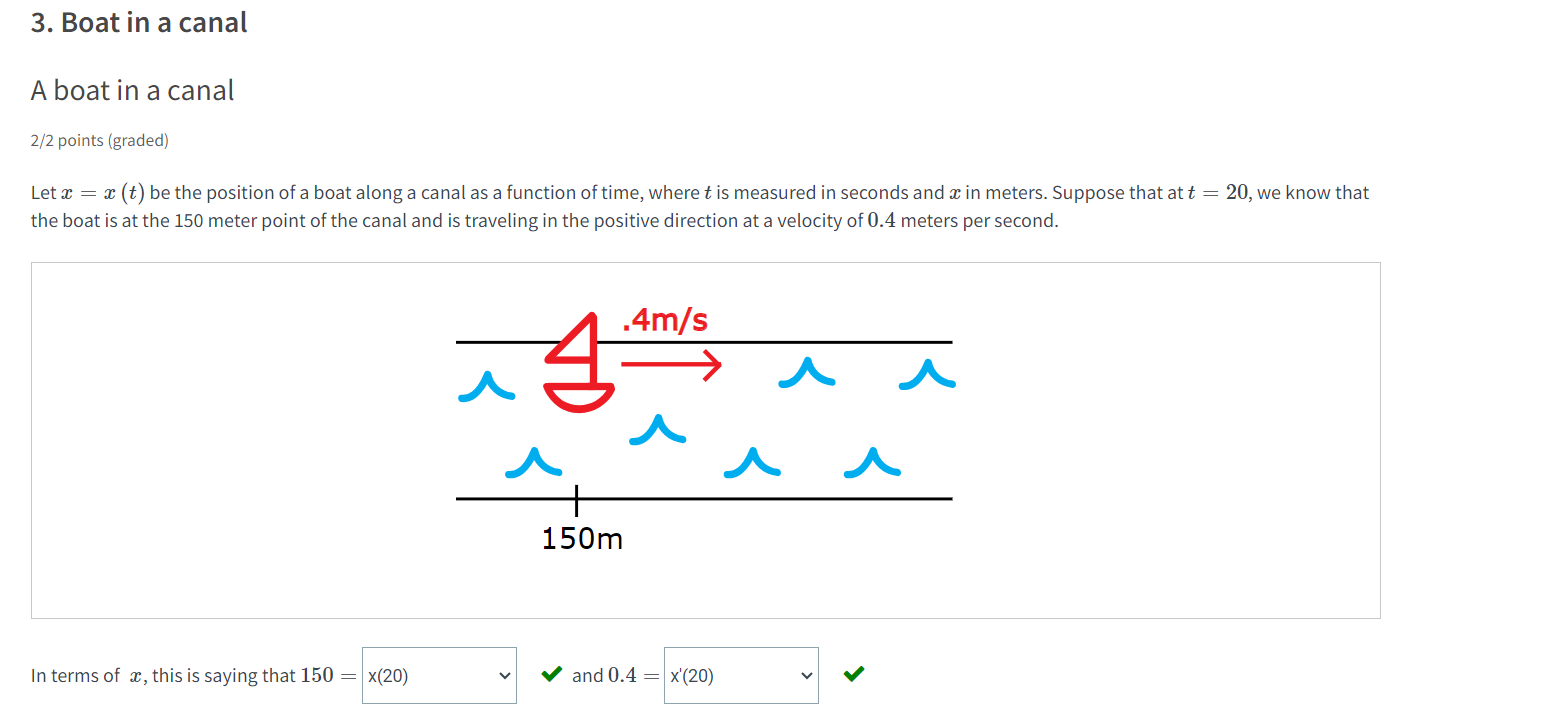 3. Boat in a canal
A boat in a canal
2/2 points (graded)
Let x = x (t) be the position of a boat along a canal as a function of time, where t is measured in seconds and x in meters. Suppose that at t = 20, we know that
the boat is at the 150 meter point of the canal and is traveling in the positive direction at a velocity of 0.4 meters per second.
.4m/s
150m
In terms of x, this is saying that 150 = x(20) and 0.4 = x'(20)